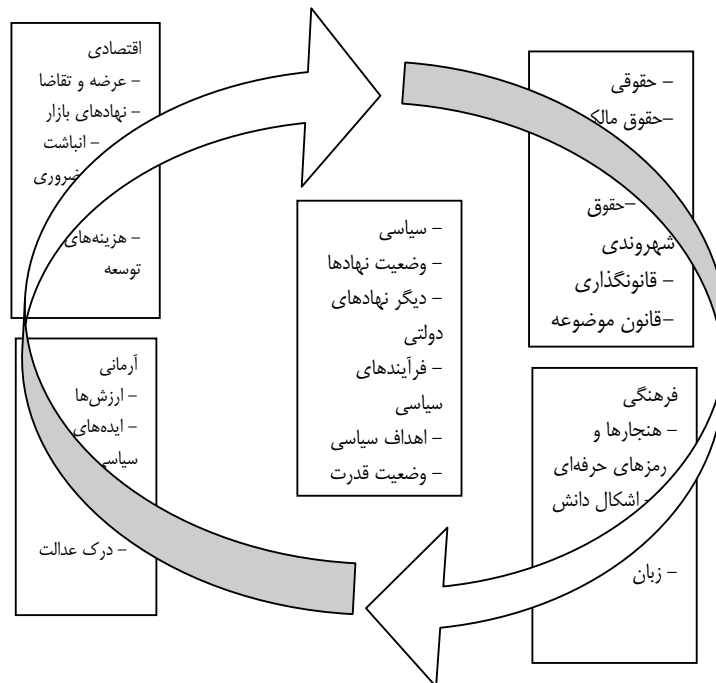 اقتصادی
– عرضه و تقاضا
– نهادهای بازار
– انباشت
– هزینه‌های
توسعه
– حقوقی
–حقوق
–حقوق
شهروندی
– قانونگذاری
–قانون موضوعه
– سیاسی
– وضعیت نهادها
– دیگر نهادهای
دولتی
– فرآیندهای
سیاسی
– اهداف سیاسی
– وضعیت قدرت
آرمانی
– ارزش‌ها
– ایده‌های
سیاسی
– درک عدالت
فرهنگی
– هنجارها و
رمزهای حرفه‌ای
–اشکال دانش
– زبان